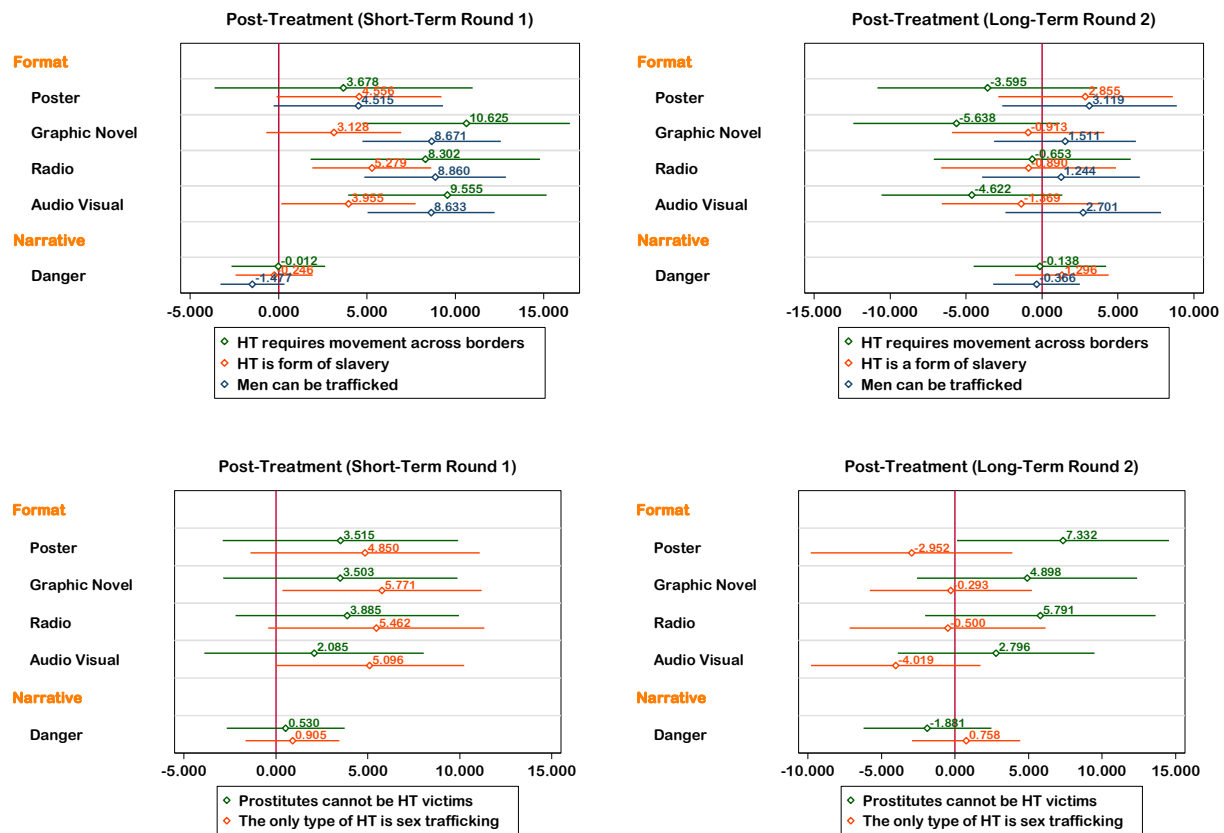 Post-Treatment (Short-Term Round 1)
Format
Poster
3.678
4.556
4.515
Graphic Novel
10.625
3.128
8.671
Radio
8.302
5.279
8.860
Audio Visual
9.555
3.955
8.633
Narrative
Danger
-0.012
-0.246
-1.477
-5.000 0.000 5.000 10.000 15.000
HT requires movement across borders
HT is form of slavery
Men can be trafficked
Post-Treatment (Long-Term Round 2)
Format
Poster
-3.595
2.855
3.119
Graphic Novel
-5.638
-0.913
1.511
Radio
-0.653
-0.890
1.244
Audio Visual
-4.622
-1.369
2.701
Narrative
Danger
-0.138
1.296
-0.366
-15.000 -10.000 -5.000 0.000 5.000 10.000
HT requires movement across borders
HT is a form of slavery
Men can be trafficked
Post-Treatment (Short-Term Round 1)
Format
Poster
3.515
4.850
Graphic Novel
3.503
5.771
Radio
3.885
5.462
Audio Visual
2.085
5.096
Narrative
Danger
0.530
0.905
-5.000 0.000 5.000 10.000 15.000
Prostitutes cannot be HT victims
The only type of HT is sex trafficking
Post-Treatment (Long-Term Round 2)
Format
Poster
7.332
-2.952
Graphic Novel
4.898
-0.293
Radio
5.791
-0.500
Audio Visual
2.796
-4.019
Narrative
Danger
-1.881
0.758
-10.000 -5.000 0.000 5.000 10.000 15.000
Prostitutes cannot be HT victims
The only type of HT is sex trafficking